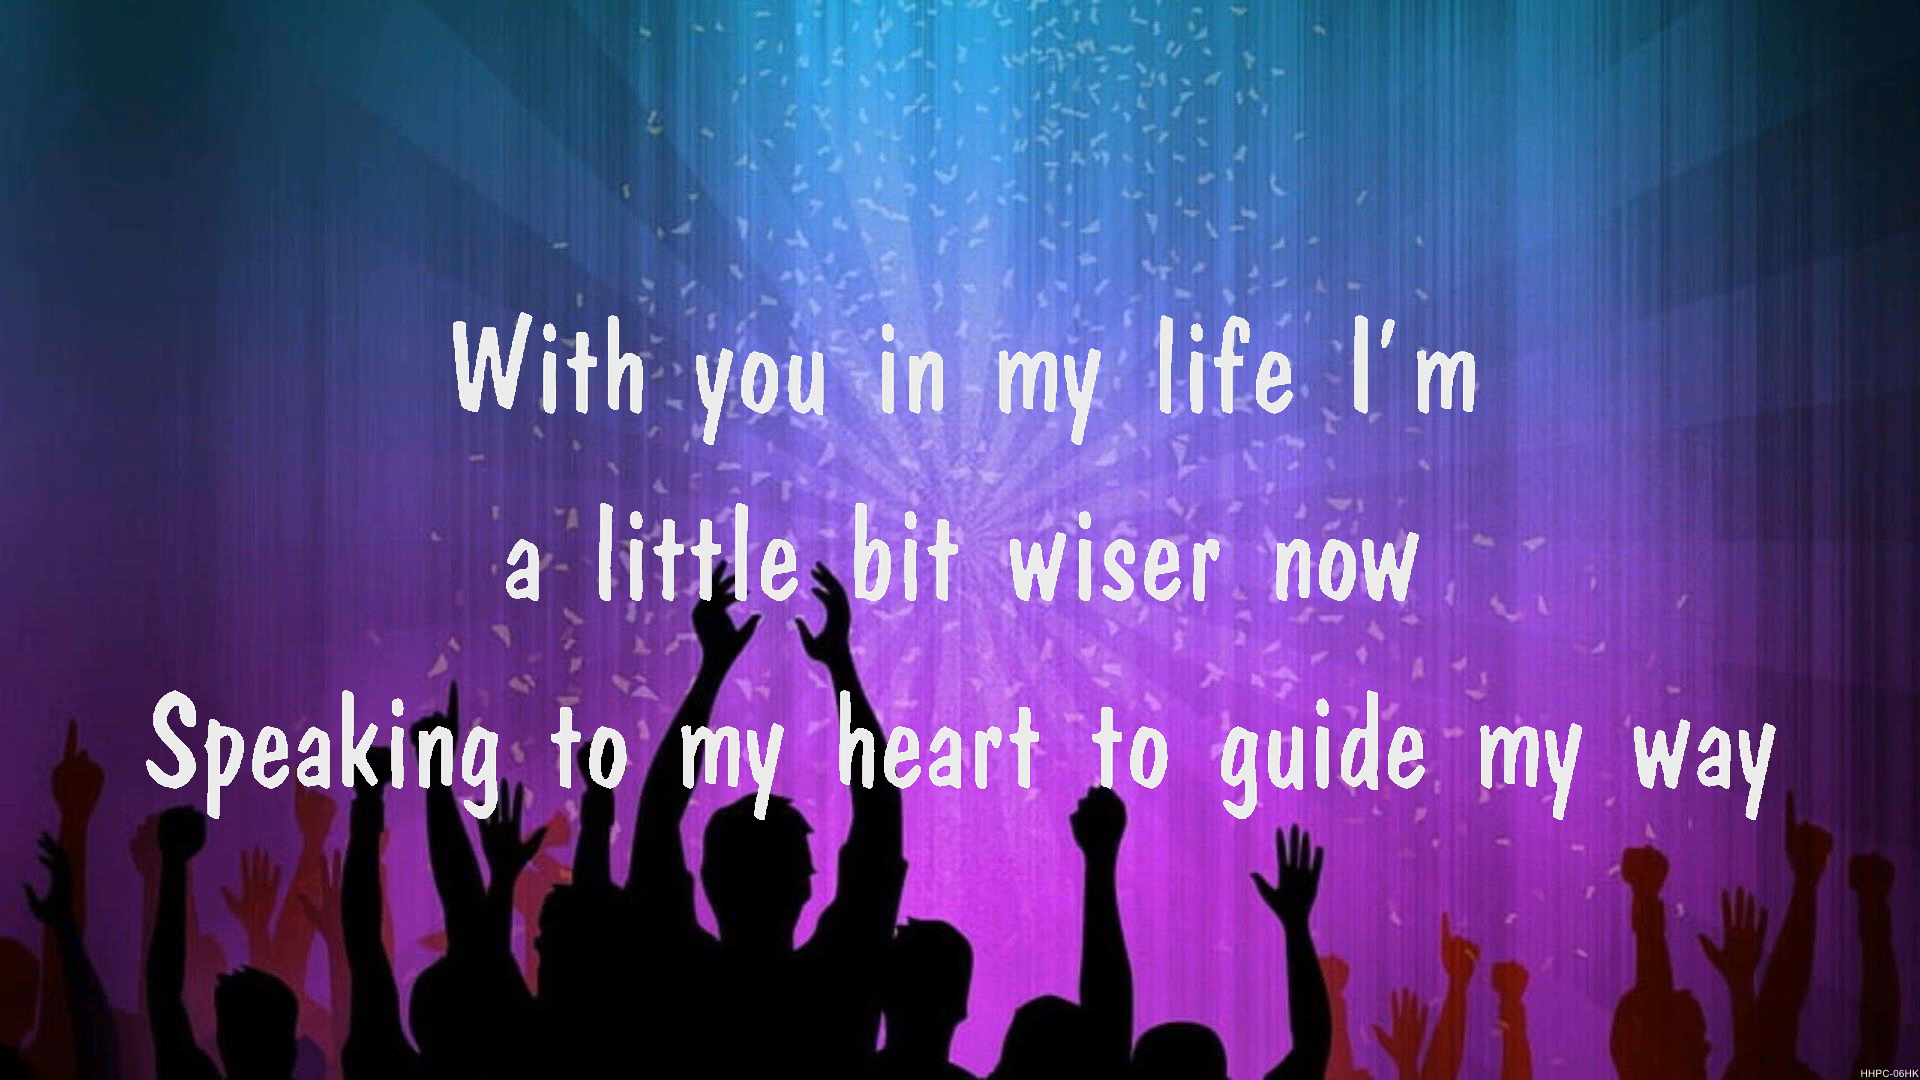 With you in my life I'm
a little bit wiser now
Speaking to my heart to guide my way
HHPC-06HK